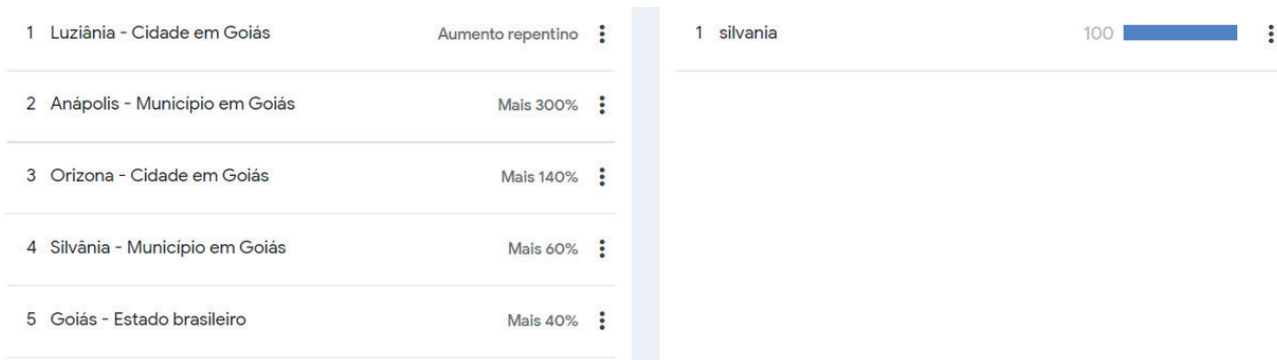 1 Luziânia - Cidade em Goiás Aumento repentino
2 Anápolis - Município em Goiás Mais 300%
3 Orizona - Cidade em Goiás Mais 140%
4 Silvânia - Município em Goiás Mais 60%
5 Goiás - Estado brasileiro Mais 40%
1 silvania 100